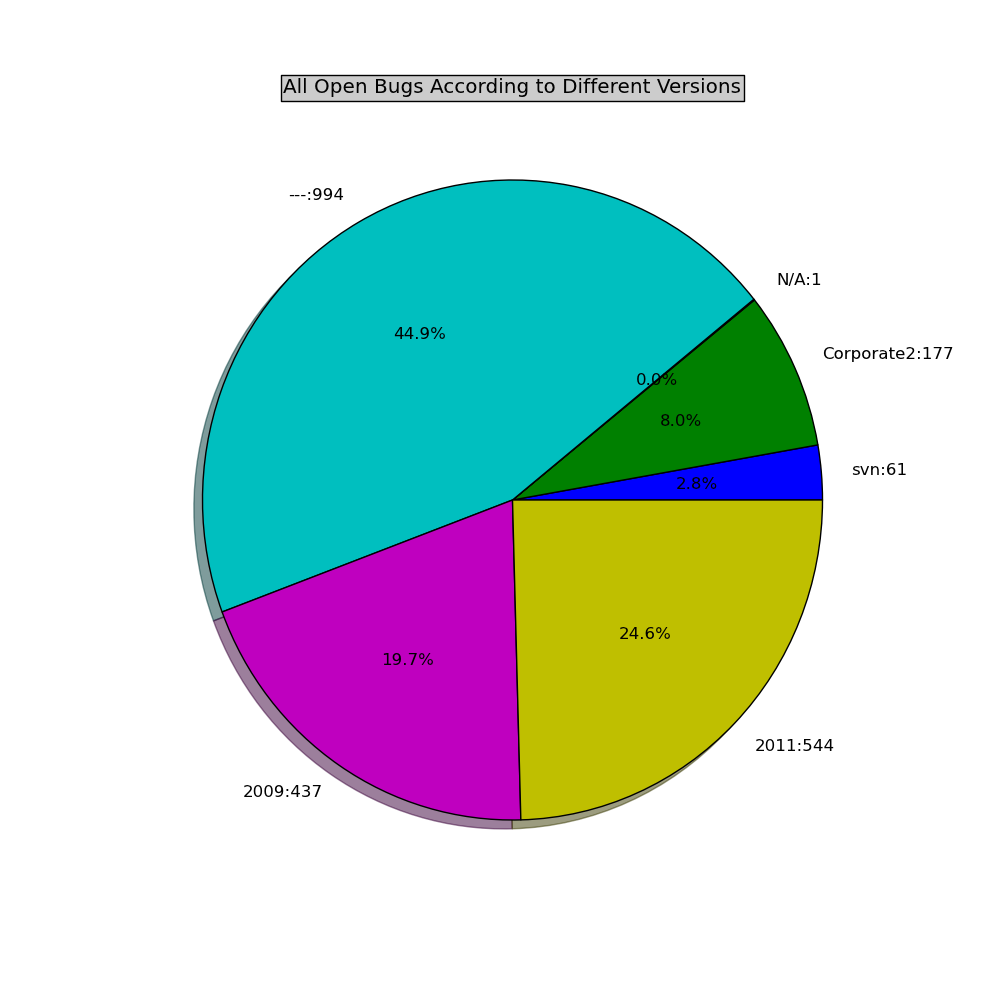 All Open Bugs According to Different Versions
---:994
N/A:1
Corporate2:177
svn:61
44.9%
0.0%
8.0%
2.8%
24.6%
19.7%
2011:544
2009:437